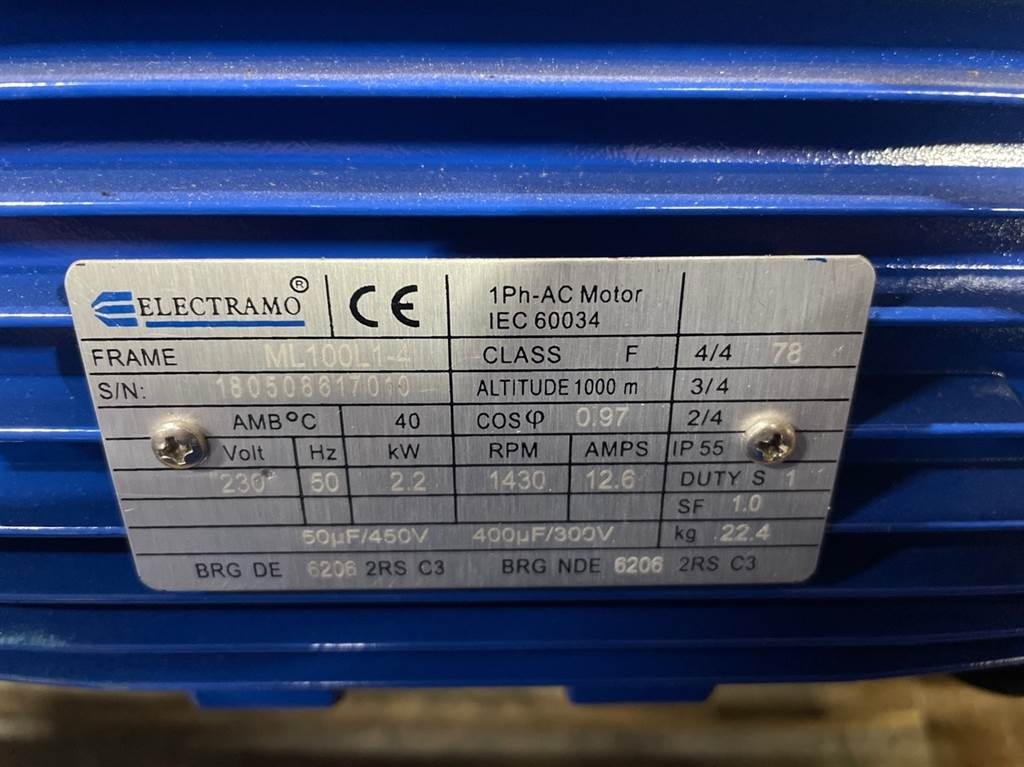 ELECTRAMO® CE 1Ph-AC Motor
IEC 60034
FRAME ML100L1-4 CLASS F 4/4 78
S/N: 180508617010 ALTITUDE 1000 m 3/4
AMB°C 40 COSφ 0.97 2/4
Volt Hz kW RPM AMPS IP 55
230 50 2.2 1430 12.6 DUTY S 1
SF 1.0
50µF/450V 400µF/300V kg 22.4
BRG DE 6206 2RS C3 BRG NDE 6206 2RS C3